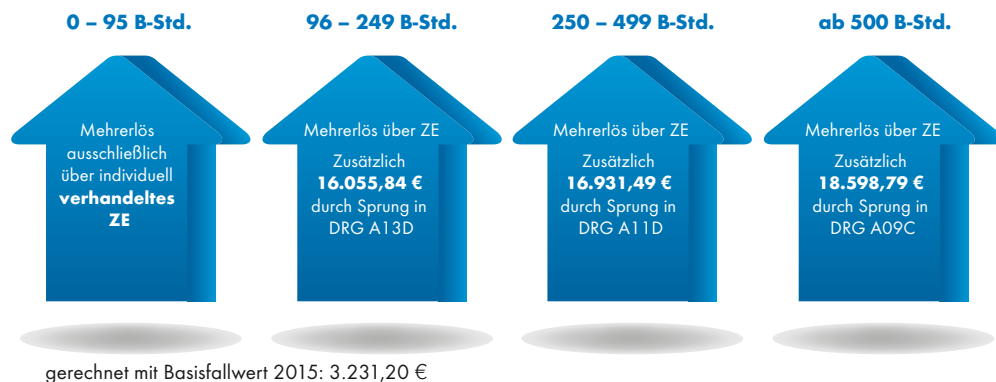 0 – 95 B-Std.
Mehrerlös
ausschließlich
über individuell
verhandeltes
ZE
96 – 249 B-Std.
Mehrerlös über ZE
Zusätzlich
16.055,84 €
durch Sprung in
DRG A13D
250 – 499 B-Std.
Mehrerlös über ZE
Zusätzlich
16.931,49 €
durch Sprung in
DRG A11D
ab 500 B-Std.
Mehrerlös über ZE
Zusätzlich
18.598,79 €
durch Sprung in
DRG A09C
gerechnet mit Basisfallwert 2015: 3.231,20 €